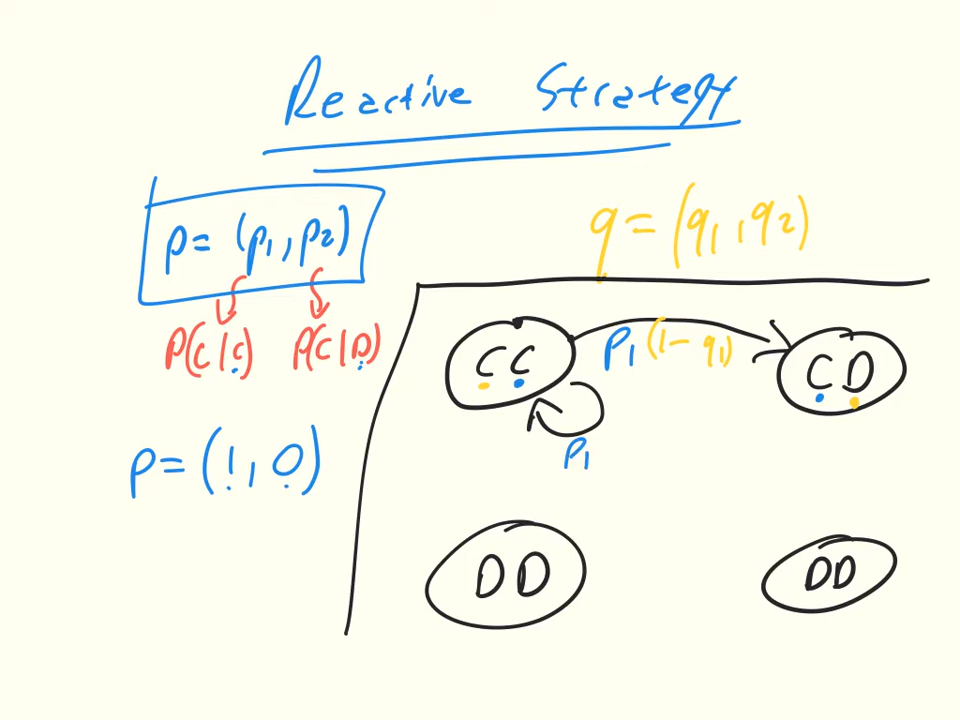 Reactive Strategy
p = (p1, p2)
q = (q1, q2)
P(C|C) P(C|D)
CC P1 (1 - q1) CD
P1
p = (1, 0)
DD DD